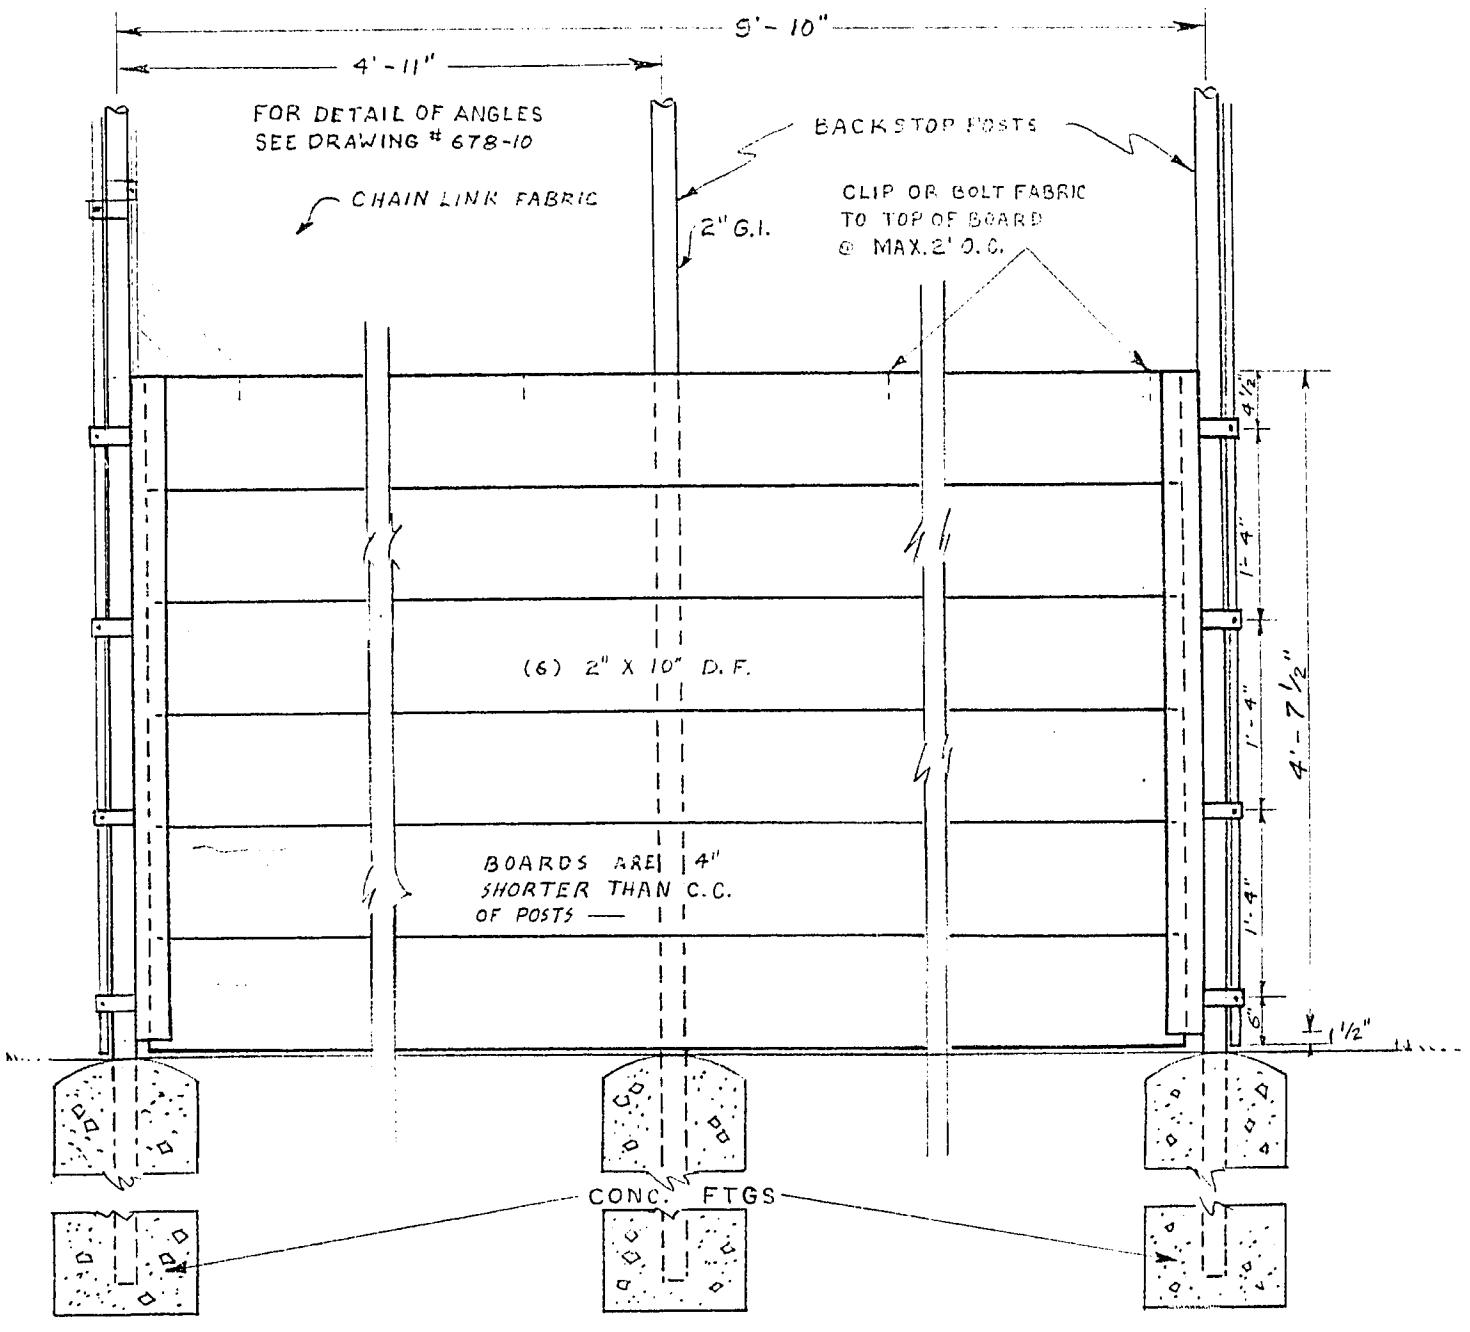 9'-10"
4'-11"
FOR DETAIL OF ANGLES
SEE DRAWING # 678-10
BACKSTOP POSTS
CHAIN LINK FABRIC
CLIP OR BOLT FABRIC
TO TOP OF BOARD
@ MAX. 2' O.C.
2" G.I.
4 1/2"
1'-4"
1'-4"
4'-7 1/2"
(6) 2" X 10" D.F.
BOARDS ARE 4"
SHORTER THAN C.C.
OF POSTS —
1'-4"
6"
1 1/2"
CONC. FTGS